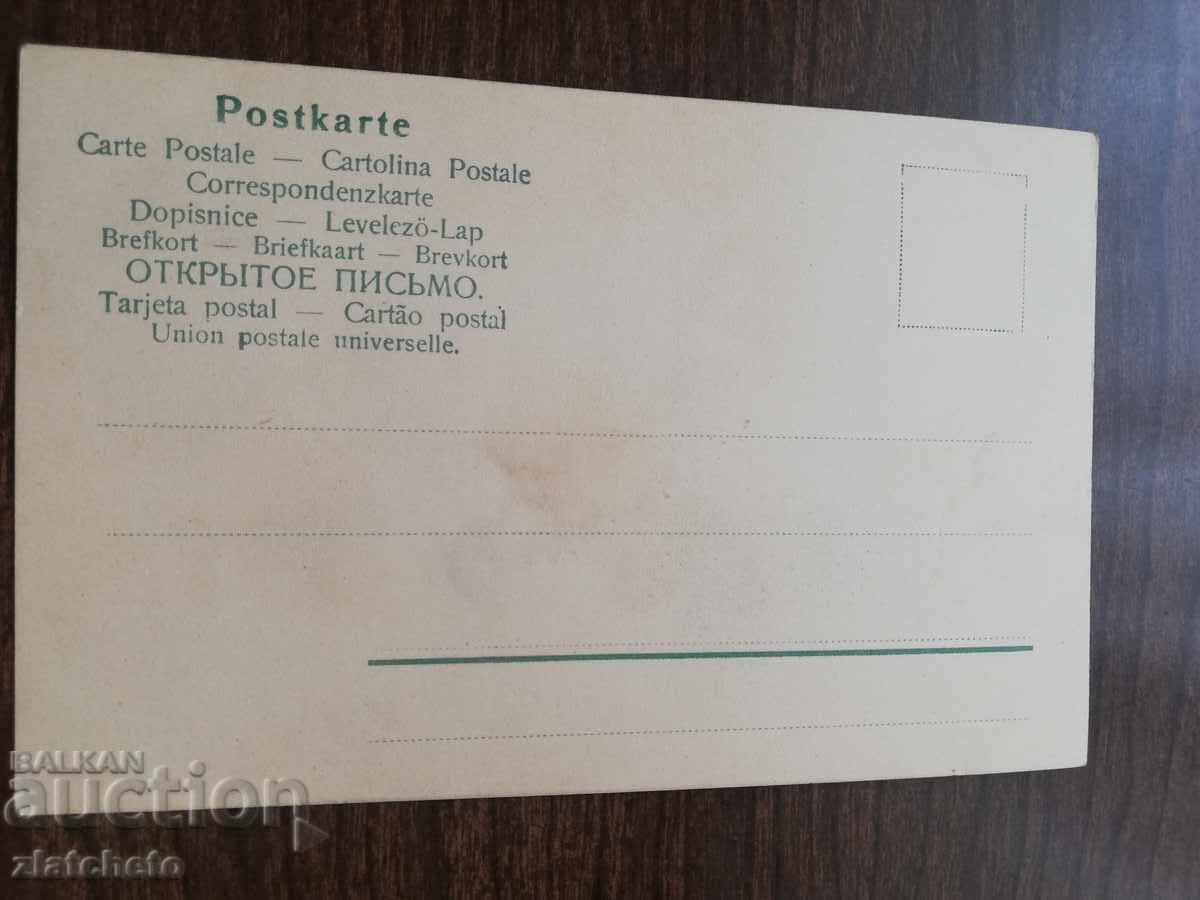 Postkarte
Carte Postale — Cartolina Postale
Correspondenzkarte
Dopisnice — Levelezö-Lap
Brefkort — Briefkaart — Brevkort
ОТКРЫТОЕ ПИСЬМО.
Tarjeta postal — Cartão postal
Union postale universelle.
BALKAN
auction
zlatcheto